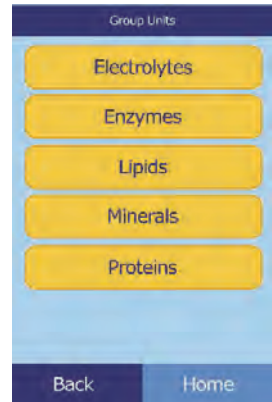 Group Units
Electrolytes
Enzymes
Lipids
Minerals
Proteins
Back Home